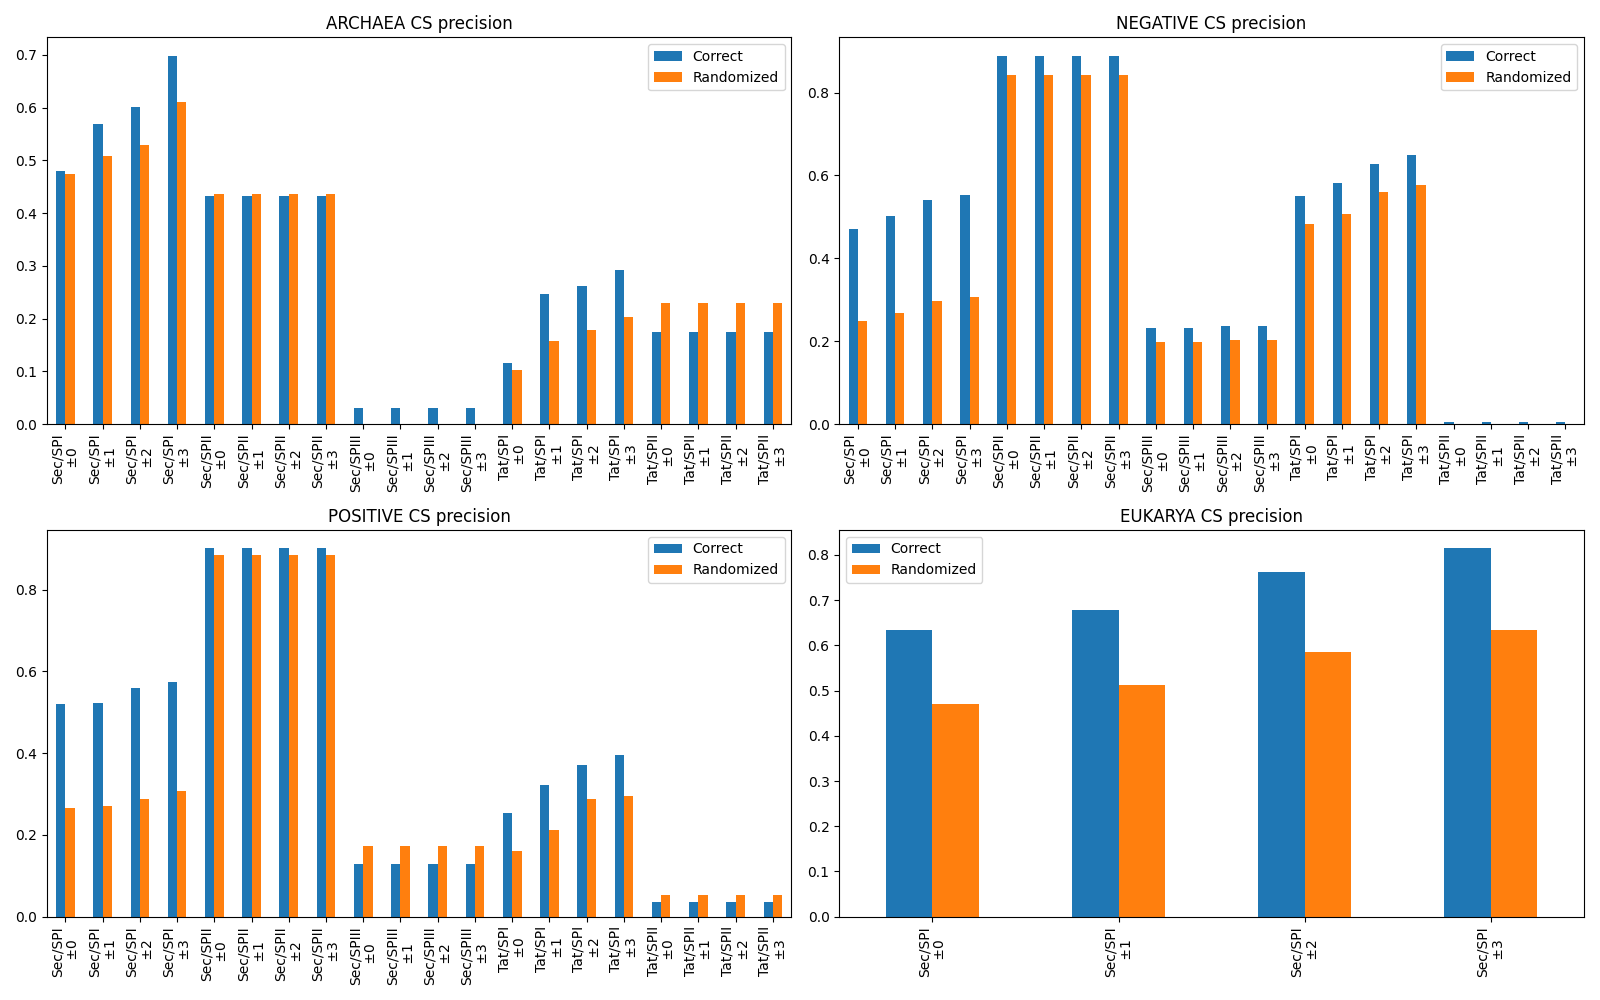 ARCHAEA CS precision
0.7
0.6
0.5
0.4
0.3
0.2
0.1
0.0
Correct
Randomized
Sec/SPI
±0
Sec/SPI
±1
Sec/SPI
±2
Sec/SPI
±3
Sec/SPII
±0
Sec/SPII
±1
Sec/SPII
±2
Sec/SPII
±3
Sec/SPIII
±0
Sec/SPIII
±1
Sec/SPIII
±2
Sec/SPIII
±3
Tat/SPI
±0
Tat/SPI
±1
Tat/SPI
±2
Tat/SPI
±3
Tat/SPII
±0
Tat/SPII
±1
Tat/SPII
±2
Tat/SPII
±3
NEGATIVE CS precision
0.8
0.6
0.4
0.2
0.0
Correct
Randomized
Sec/SPI
±0
Sec/SPI
±1
Sec/SPI
±2
Sec/SPI
±3
Sec/SPII
±0
Sec/SPII
±1
Sec/SPII
±2
Sec/SPII
±3
Sec/SPIII
±0
Sec/SPIII
±1
Sec/SPIII
±2
Sec/SPIII
±3
Tat/SPI
±0
Tat/SPI
±1
Tat/SPI
±2
Tat/SPI
±3
Tat/SPII
±0
Tat/SPII
±1
Tat/SPII
±2
Tat/SPII
±3
POSITIVE CS precision
0.8
0.6
0.4
0.2
0.0
Correct
Randomized
Sec/SPI
±0
Sec/SPI
±1
Sec/SPI
±2
Sec/SPI
±3
Sec/SPII
±0
Sec/SPII
±1
Sec/SPII
±2
Sec/SPII
±3
Sec/SPIII
±0
Sec/SPIII
±1
Sec/SPIII
±2
Sec/SPIII
±3
Tat/SPI
±0
Tat/SPI
±1
Tat/SPI
±2
Tat/SPI
±3
Tat/SPII
±0
Tat/SPII
±1
Tat/SPII
±2
Tat/SPII
±3
EUKARYA CS precision
0.8
0.7
0.6
0.5
0.4
0.3
0.2
0.1
0.0
Correct
Randomized
Sec/SPI
±0
Sec/SPI
±1
Sec/SPI
±2
Sec/SPI
±3